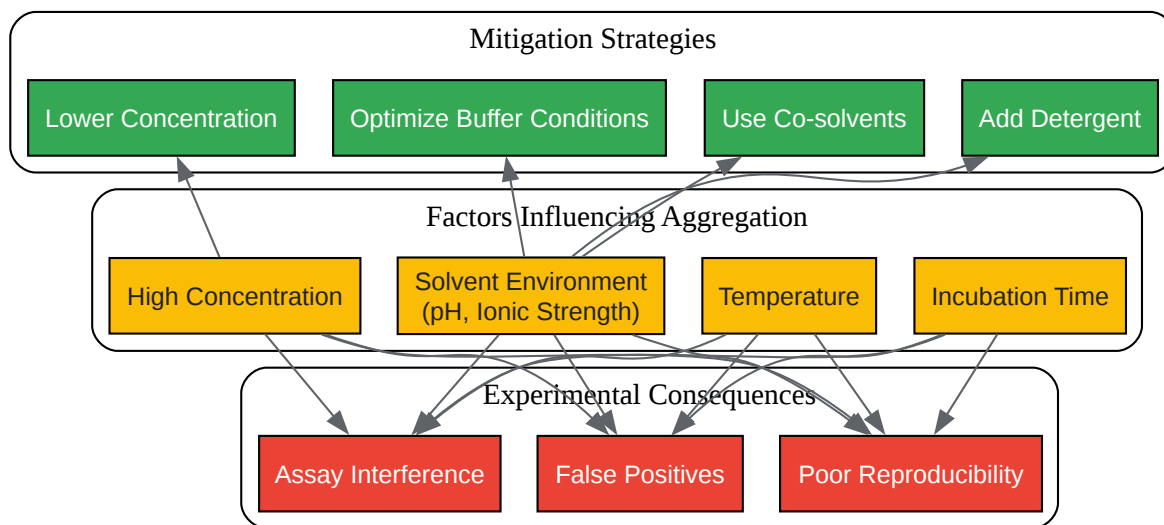 Mitigation Strategies
Lower Concentration
Optimize Buffer Conditions
Use Co-solvents
Add Detergent
Factors Influencing Aggregation
High Concentration
Solvent Environment
(pH, Ionic Strength)
Temperature
Incubation Time
Experimental Consequences
Assay Interference
False Positives
Poor Reproducibility